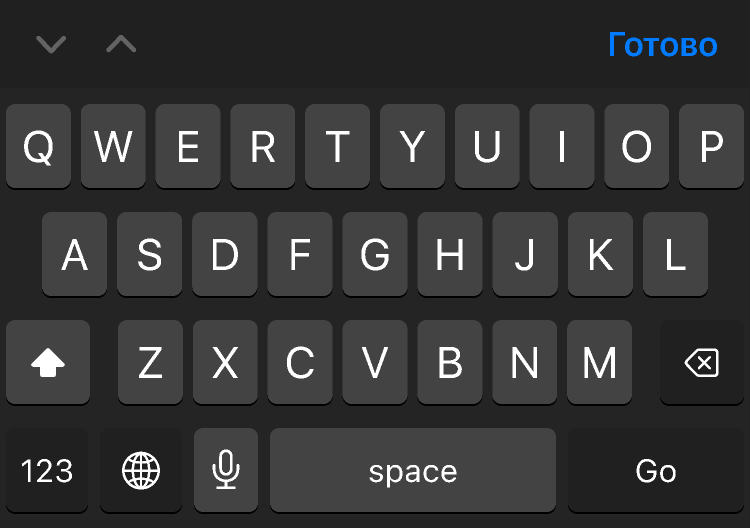 Готово
Q W E R T Y U I O P
A S D F G H J K L
Z X C V B N M
123 space Go